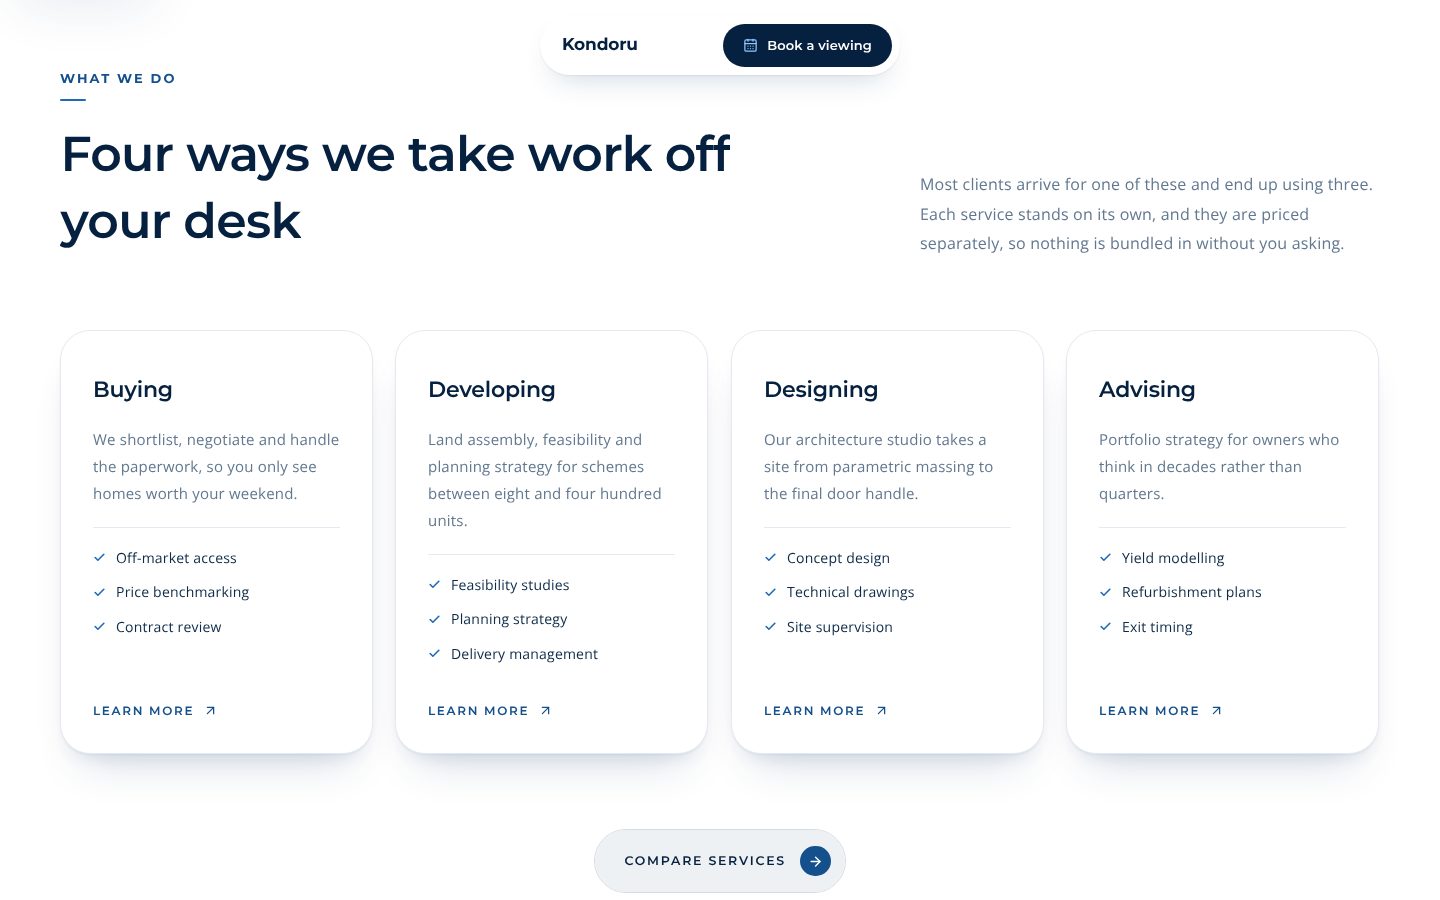 Kondoru
Book a viewing
WHAT WE DO
Four ways we take work off
your desk
Most clients arrive for one of these and end up using three.
Each service stands on its own, and they are priced
separately, so nothing is bundled in without you asking.
Buying
We shortlist, negotiate and handle
the paperwork, so you only see
homes worth your weekend.
Off-market access
Price benchmarking
Contract review
LEARN MORE
Developing
Land assembly, feasibility and
planning strategy for schemes
between eight and four hundred
units.
Feasibility studies
Planning strategy
Delivery management
LEARN MORE
Designing
Our architecture studio takes a
site from parametric massing to
the final door handle.
Concept design
Technical drawings
Site supervision
LEARN MORE
Advising
Portfolio strategy for owners who
think in decades rather than
quarters.
Yield modelling
Refurbishment plans
Exit timing
LEARN MORE
COMPARE SERVICES